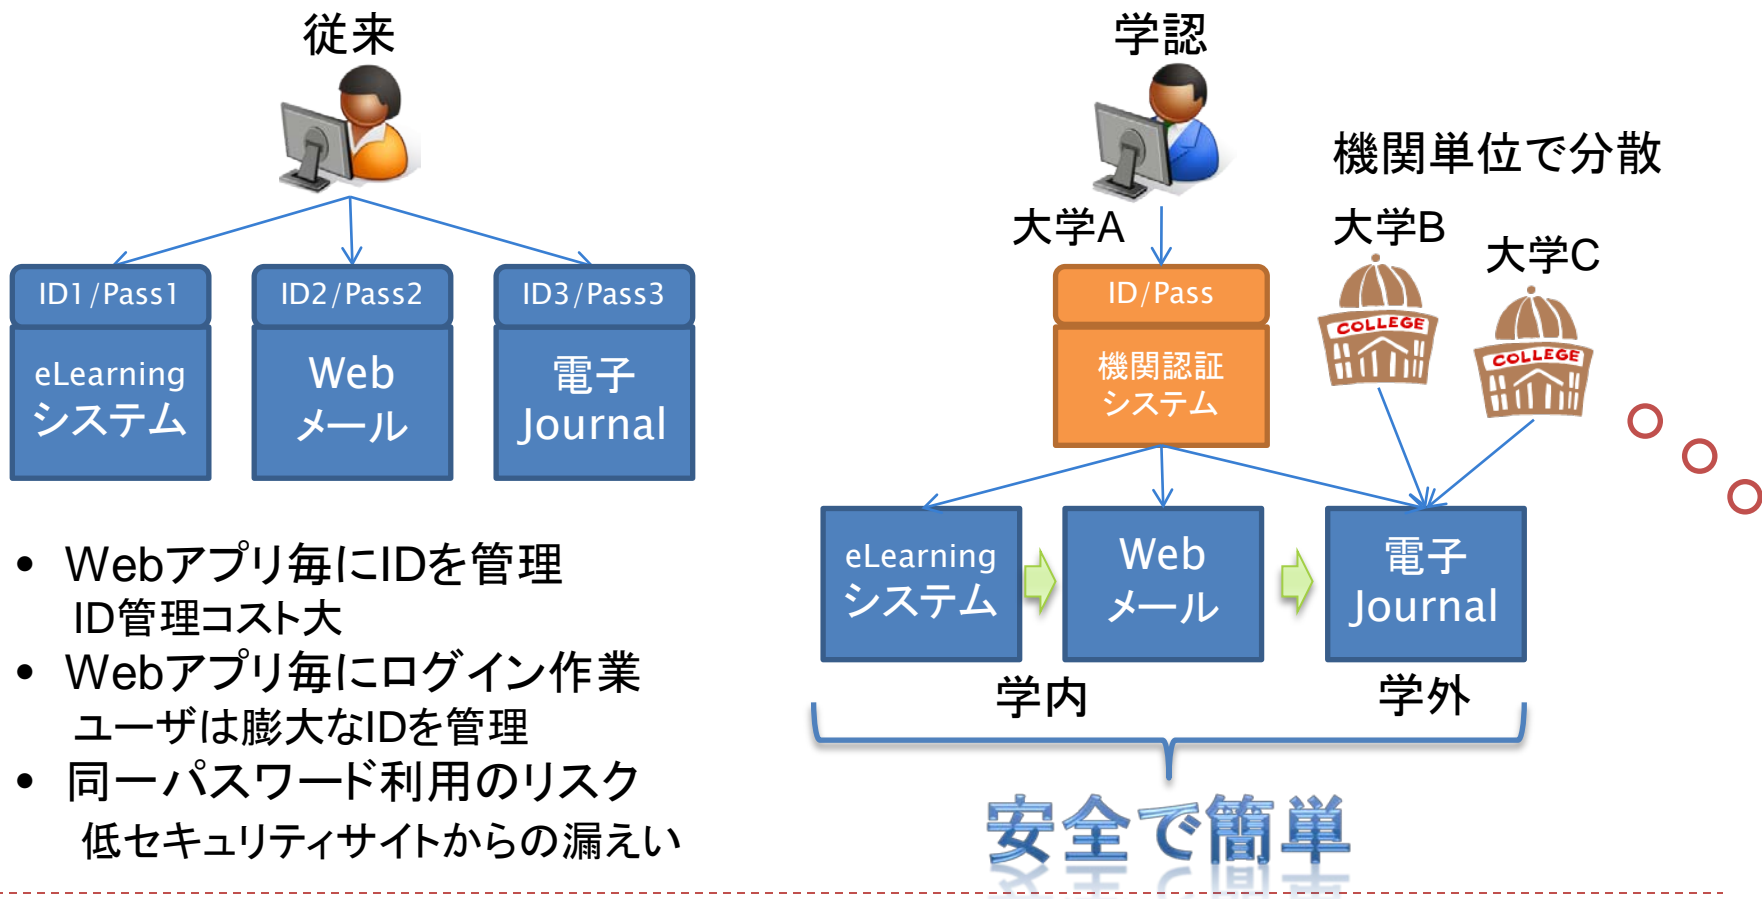 従来
ID1/Pass1
eLearning
システム
ID2/Pass2
Web
メール
ID3/Pass3
電子
Journal
• Webアプリ毎にIDを管理
ID管理コスト大
• Webアプリ毎にログイン作業
ユーザは膨大なIDを管理
• 同一パスワード利用のリスク
低セキュリティサイトからの漏えい
学認
機関単位で分散
大学A
大学B
大学C
ID/Pass
機関認証
システム
COLLEGE
COLLEGE
eLearning
システム
Web
メール
電子
Journal
学内
学外
安全で簡単